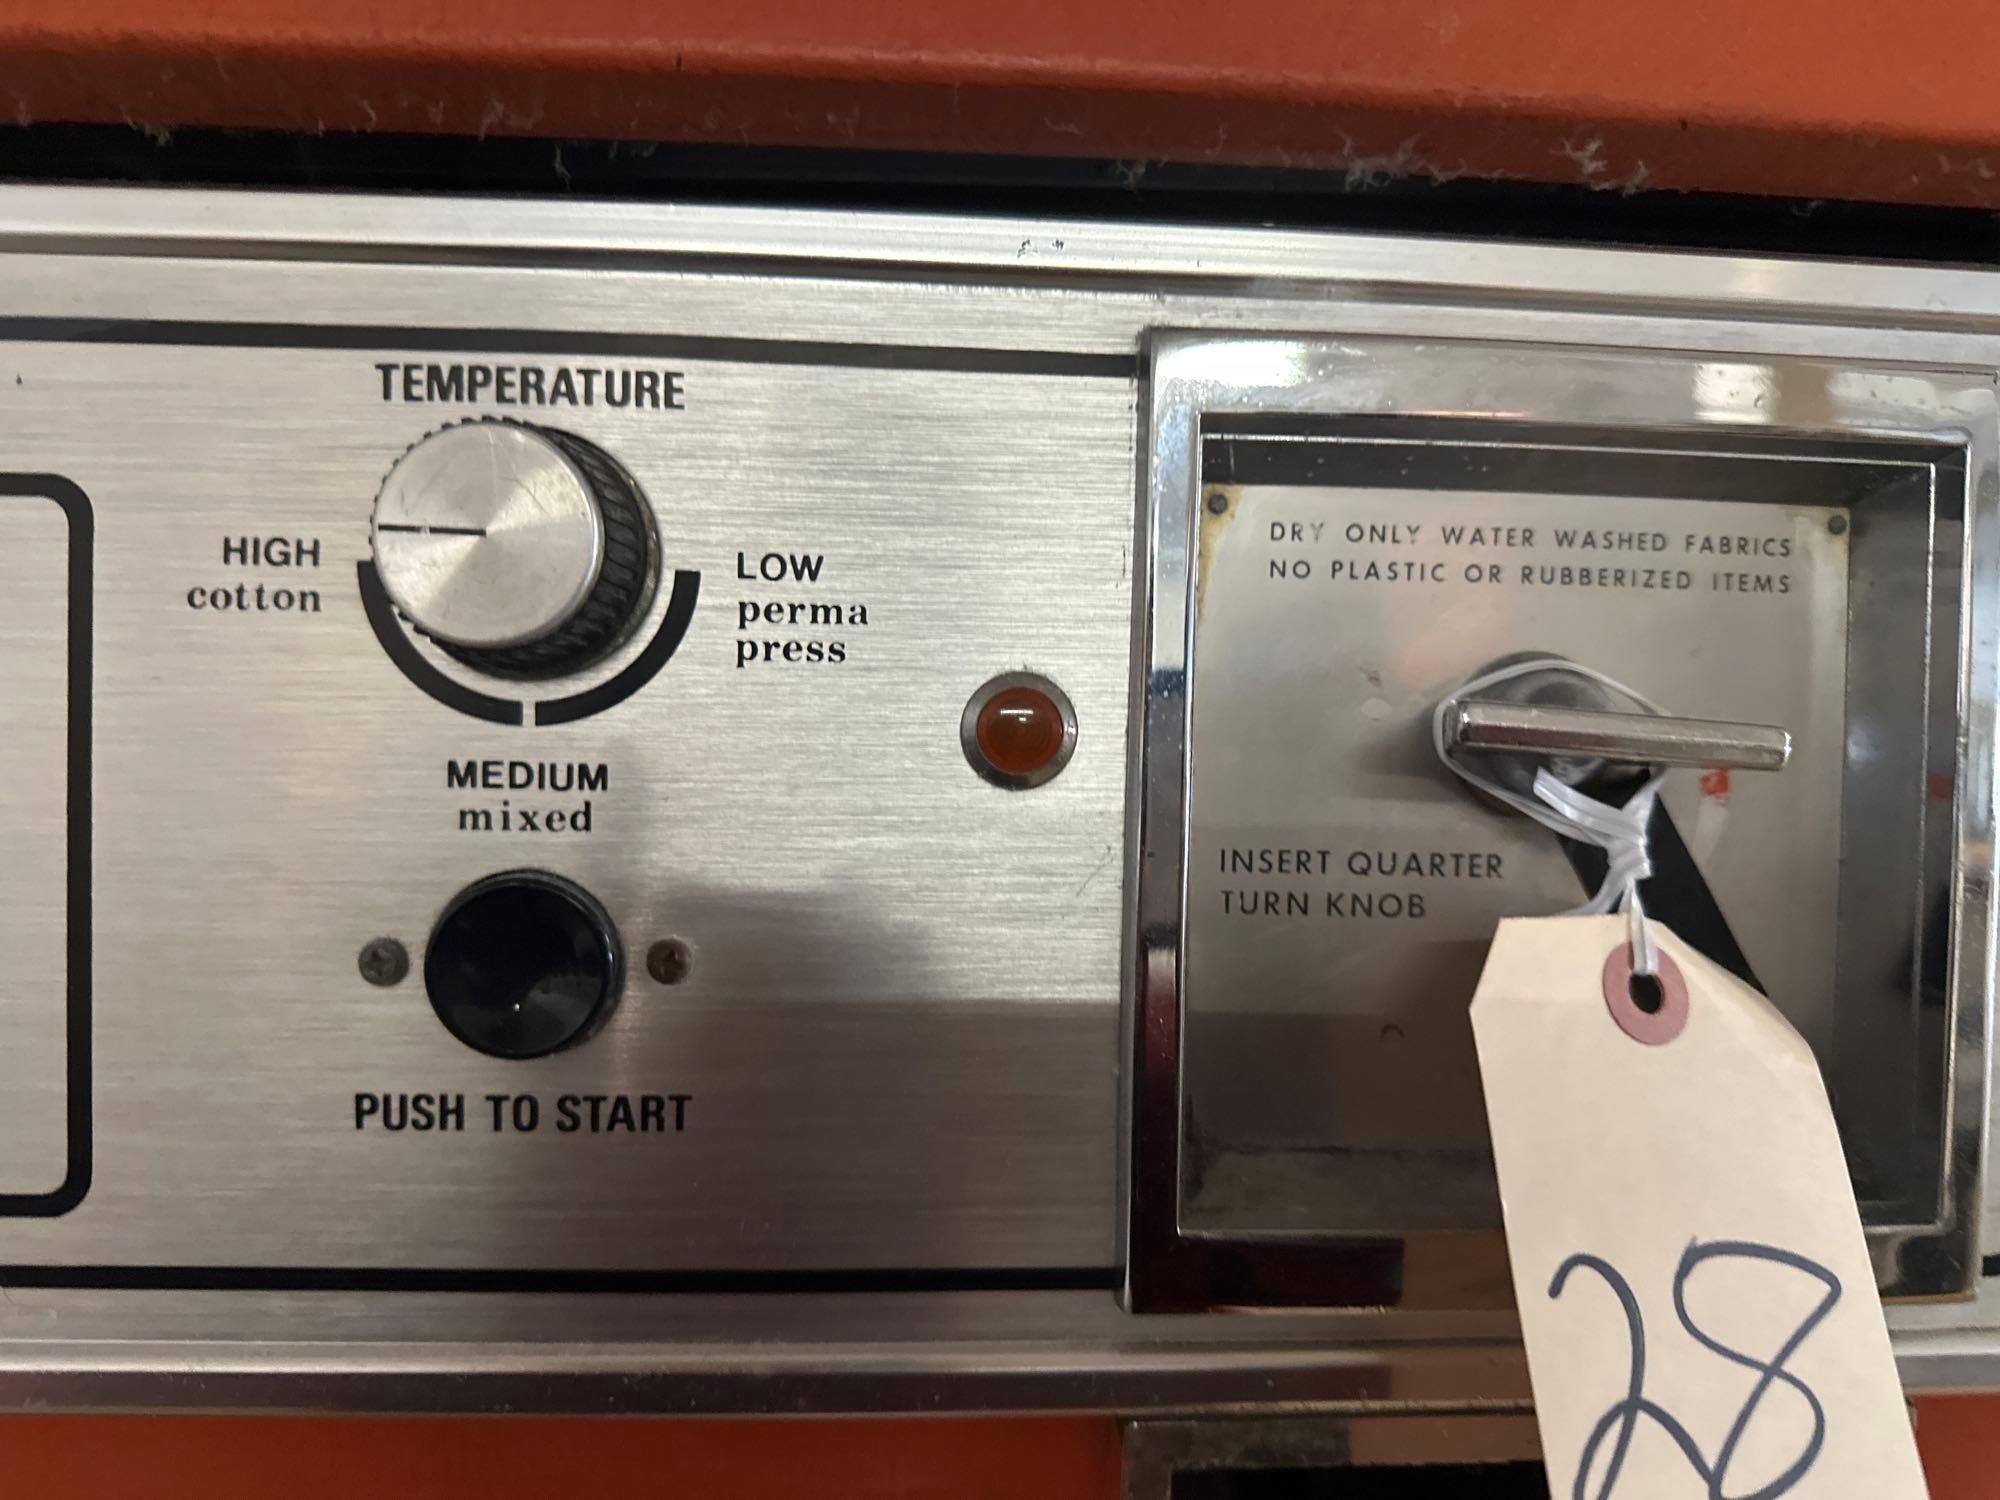 TEMPERATURE
HIGH
cotton
LOW
perma
press
MEDIUM
mixed
PUSH TO START
DRY ONLY WATER WASHED FABRICS
NO PLASTIC OR RUBBERIZED ITEMS
INSERT QUARTER
TURN KNOB
28